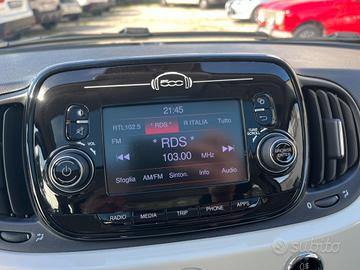 500
21:45
RTL102.5 * RDS * R ITALIA Tutto
FM
* RDS *
103.00 MHz
Sfoglia AM/FM Sinton. Info Audio
VOL
RADIO MEDIA TRIP PHONE APPS
subito